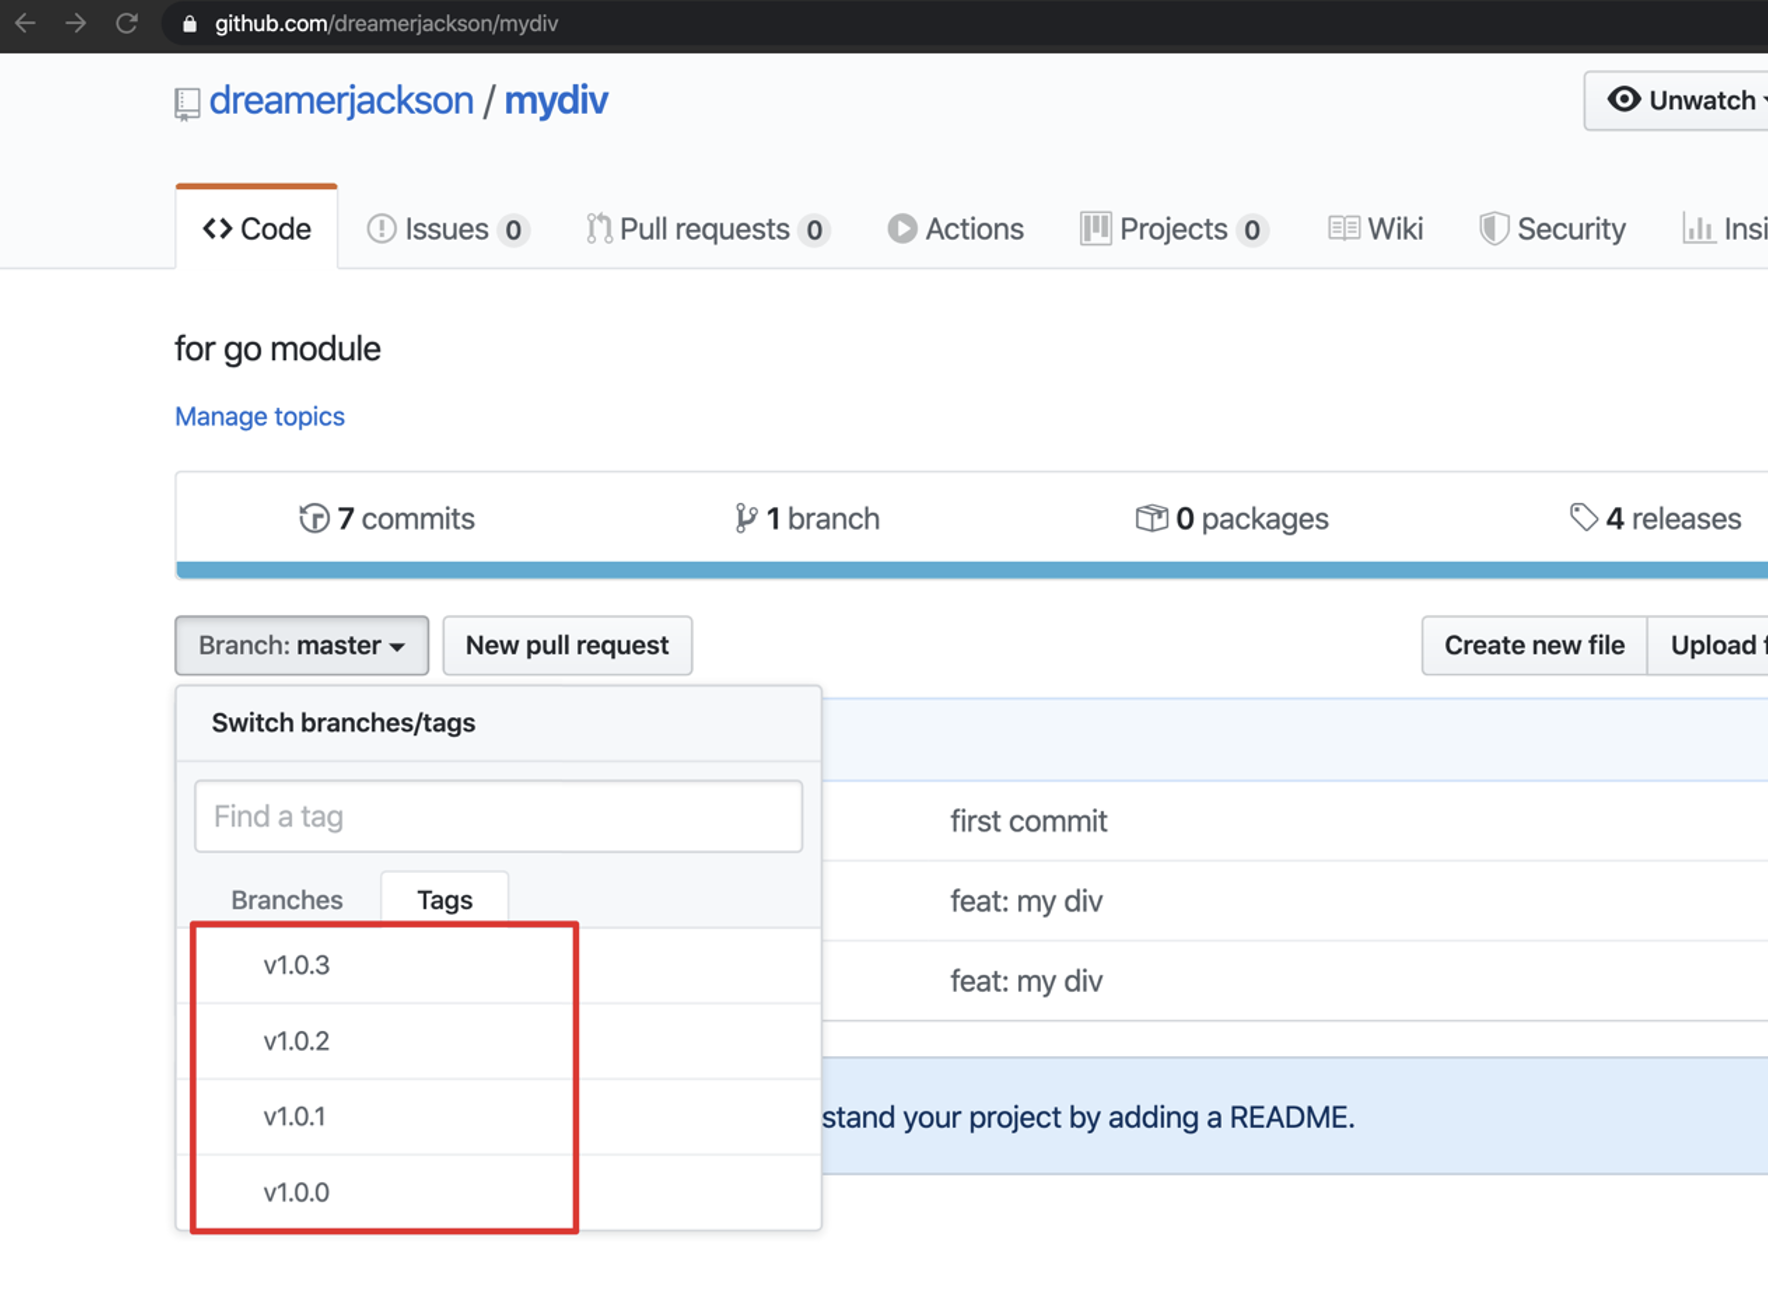 github.com/dreamerjackson/mydiv
dreamerjackson / mydiv
Unwatch
Code Issues 0 Pull requests 0 Actions Projects 0 Wiki Security Insi
for go module
Manage topics
7 commits 1 branch 0 packages 4 releases
Branch: master New pull request Create new file Upload f
Switch branches/tags
Find a tag
first commit
Branches Tags
feat: my div
v1.0.3
feat: my div
v1.0.2
v1.0.1
stand your project by adding a README.
v1.0.0